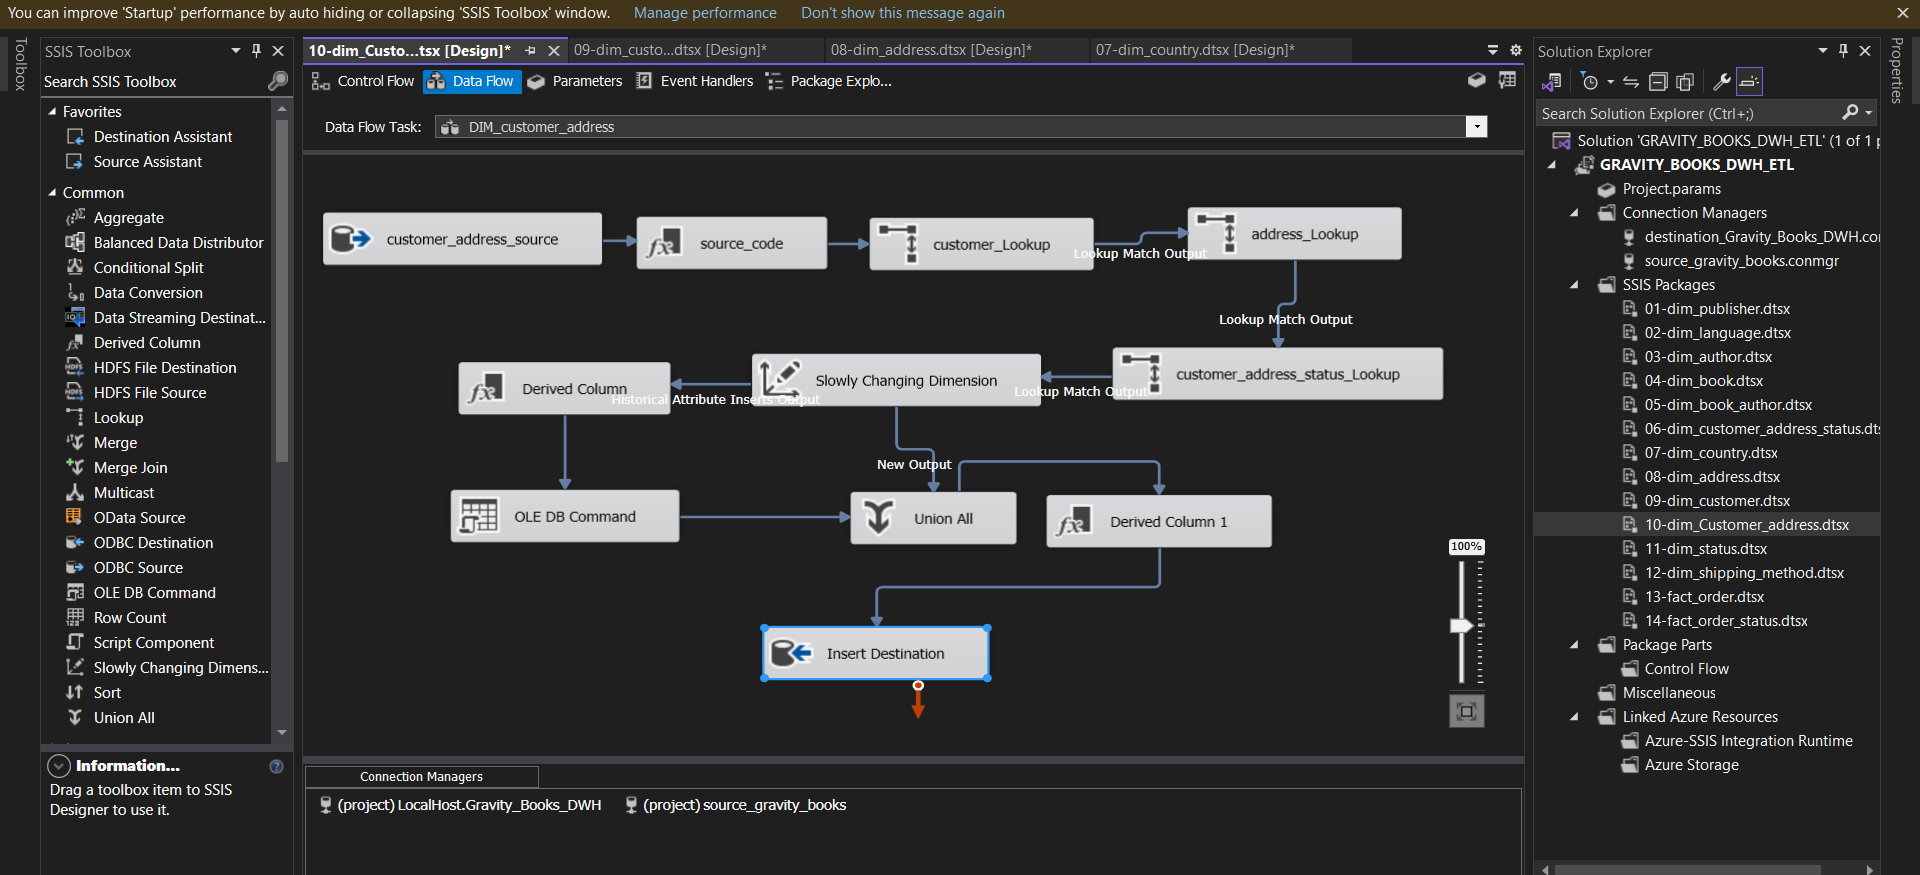 You can improve 'Startup' performance by auto hiding or collapsing 'SSIS Toolbox' window. Manage performance Don't show this message again
Toolbox
SSIS Toolbox
Search SSIS Toolbox
Favorites
Destination Assistant
Source Assistant
Common
Aggregate
Balanced Data Distributor
Conditional Split
Data Conversion
Data Streaming Destinat...
Derived Column
HDFS File Destination
HDFS File Source
Lookup
Merge
Merge Join
Multicast
OData Source
ODBC Destination
ODBC Source
OLE DB Command
Row Count
Script Component
Slowly Changing Dimens...
Sort
Union All
Information...
Drag a toolbox item to SSIS
Designer to use it.
10-dim_Custo...tsx [Design]* 09-dim_custo....dtsx [Design]* 08-dim_address.dtsx [Design]* 07-dim_country.dtsx [Design]*
Control Flow Data Flow Parameters Event Handlers Package Explo...
Data Flow Task: DIM_customer_address
customer_address_source
source_code
customer_Lookup
Lookup Match Output
address_Lookup
Lookup Match Output
customer_address_status_Lookup
Lookup Match Output
Slowly Changing Dimension
Historical Attribute Inserts Output
Derived Column
New Output
OLE DB Command
Union All
Derived Column 1
Insert Destination
100%
Connection Managers
(project) LocalHost.Gravity_Books_DWH (project) source_gravity_books
Solution Explorer
Search Solution Explorer (Ctrl+;)
Solution 'GRAVITY_BOOKS_DWH_ETL' (1 of 1 p
GRAVITY_BOOKS_DWH_ETL
Project.params
Connection Managers
destination_Gravity_Books_DWH.co
source_gravity_books.conmgr
SSIS Packages
01-dim_publisher.dtsx
02-dim_language.dtsx
03-dim_author.dtsx
04-dim_book.dtsx
05-dim_book_author.dtsx
06-dim_customer_address_status.dts
07-dim_country.dtsx
08-dim_address.dtsx
09-dim_customer.dtsx
10-dim_Customer_address.dtsx
11-dim_status.dtsx
12-dim_shipping_method.dtsx
13-fact_order.dtsx
14-fact_order_status.dtsx
Package Parts
Control Flow
Miscellaneous
Linked Azure Resources
Azure-SSIS Integration Runtime
Azure Storage
Properties